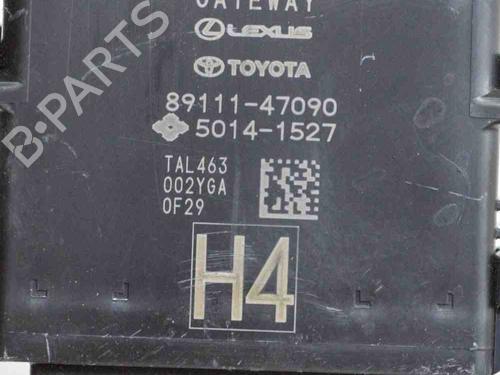 GATEWAY
LEXUS
TOYOTA
89111-47090
5014-1527
TAL463
002YGA
0F29
H4
B-PARTS